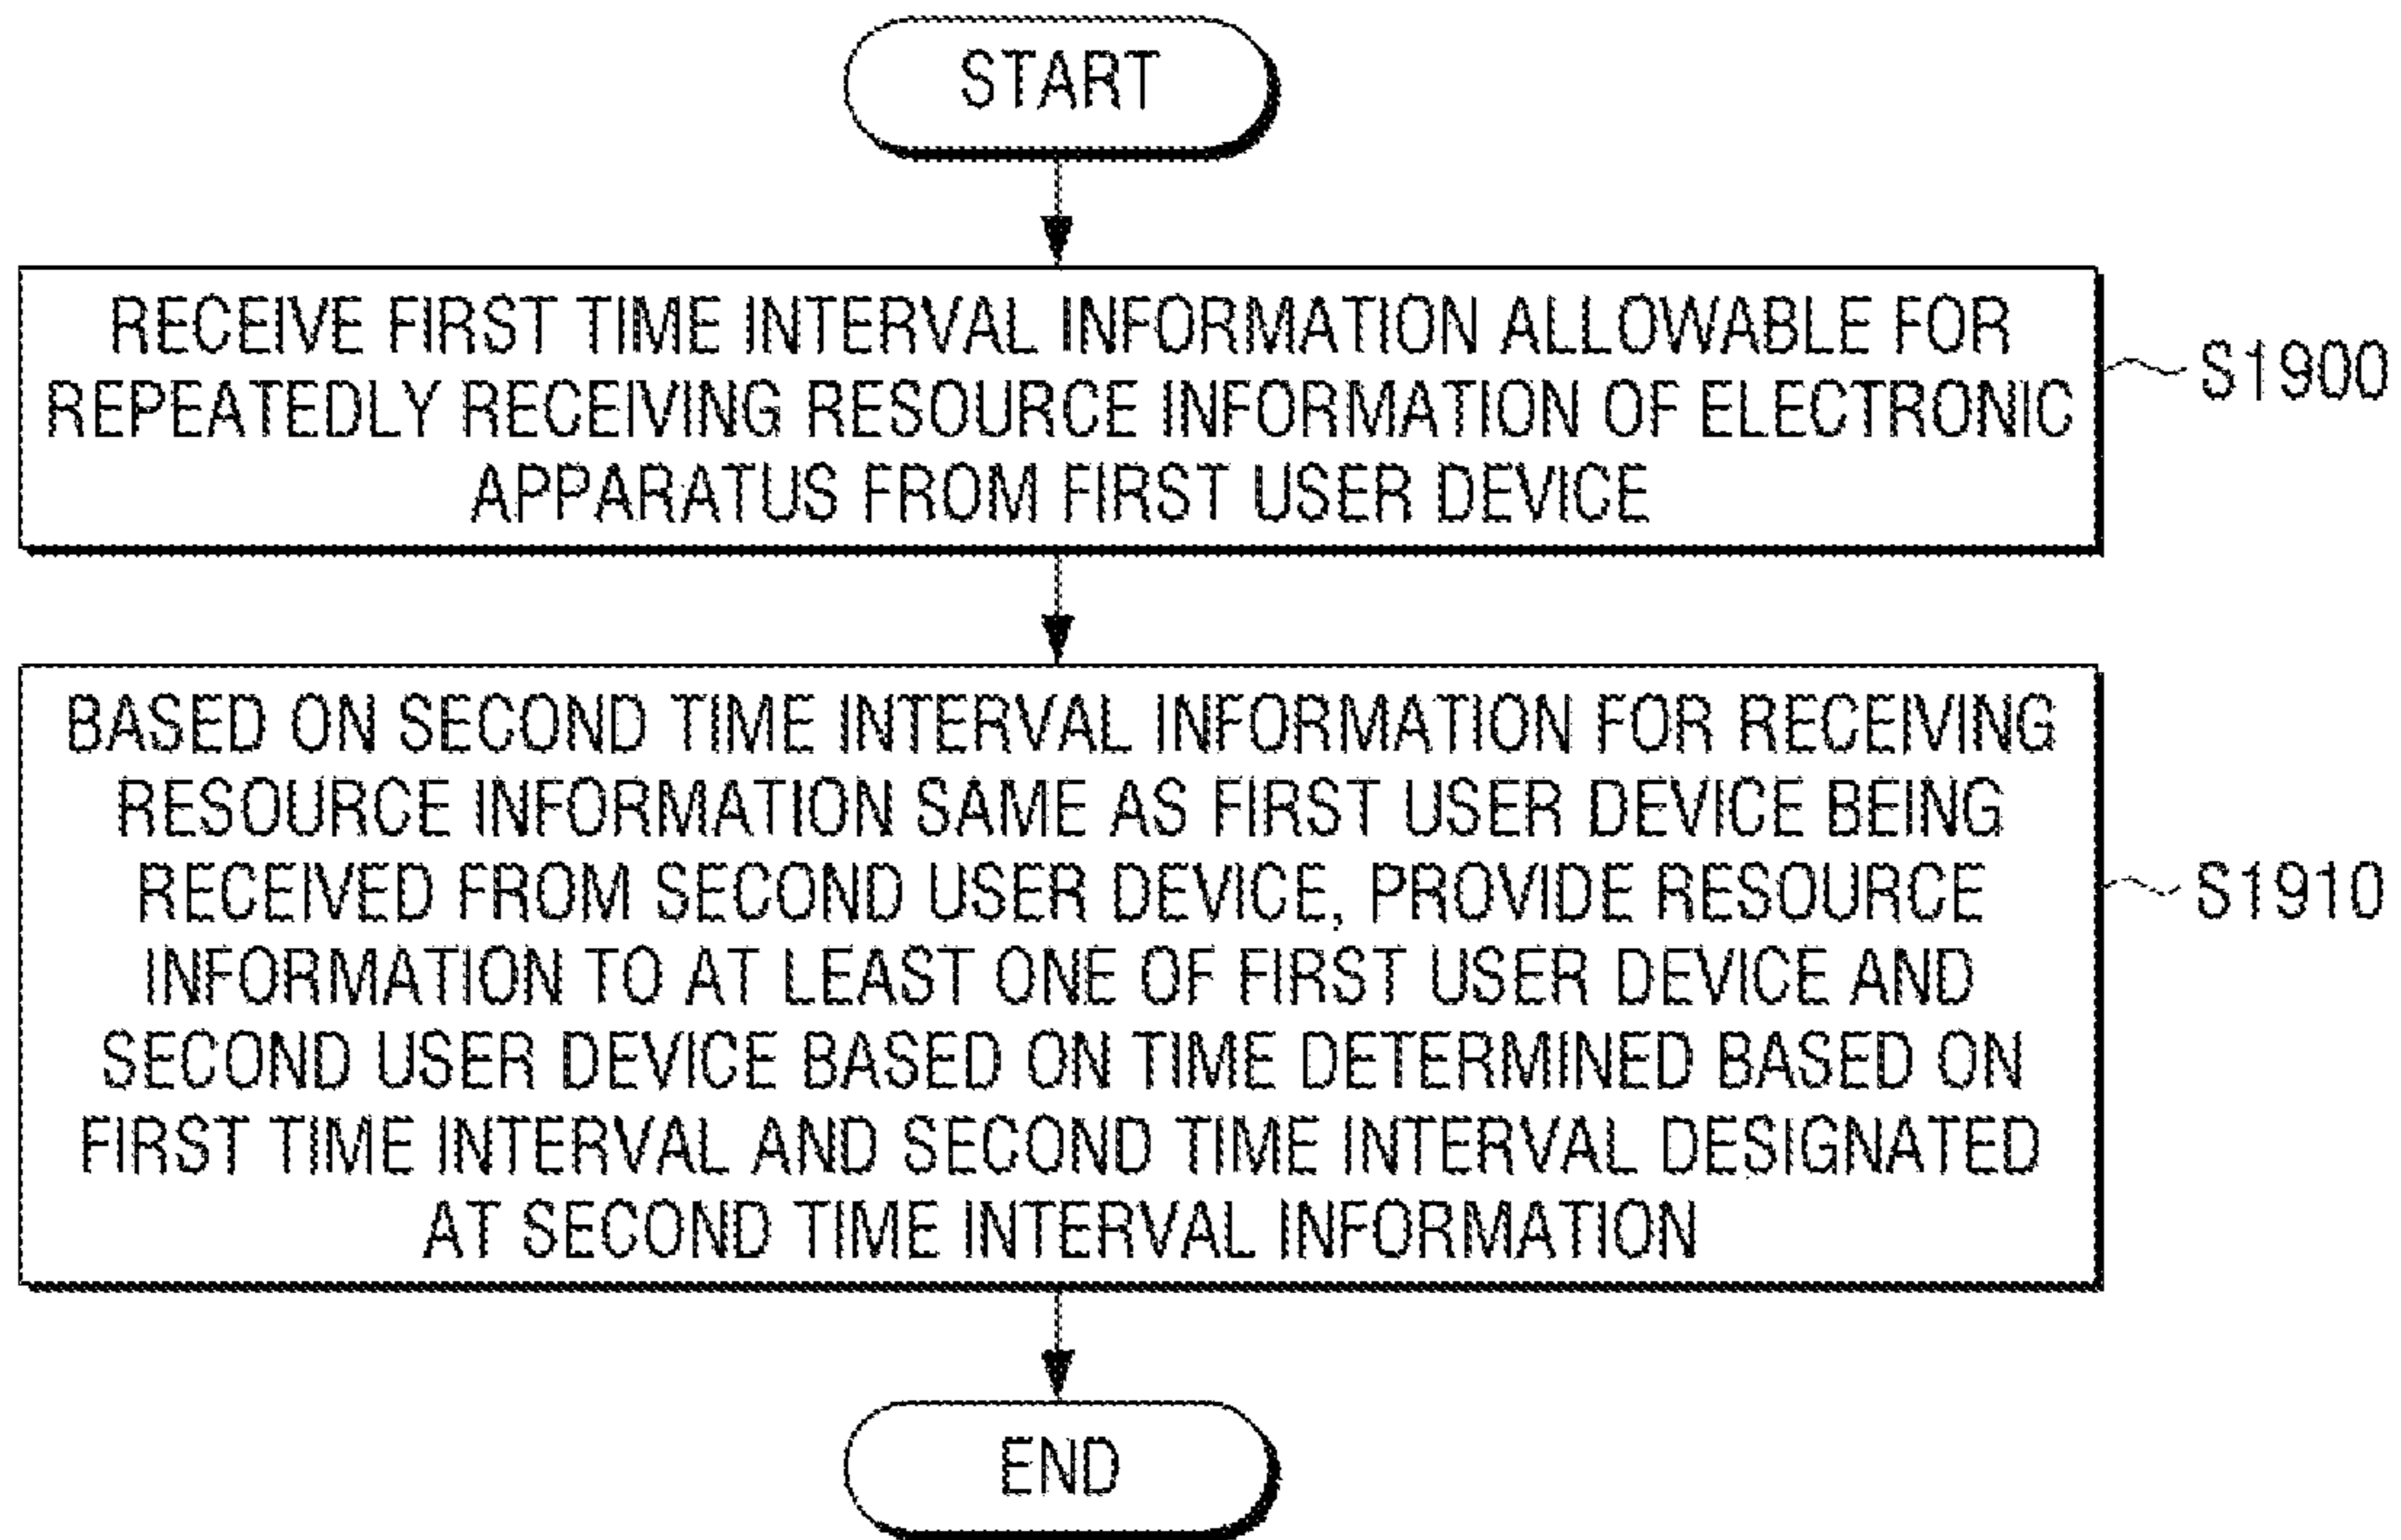 START
RECEIVE FIRST TIME INTERVAL INFORMATION ALLOWABLE FOR
REPEATEDLY RECEIVING RESOURCE INFORMATION OF ELECTRONIC
APPARATUS FROM FIRST USER DEVICE
S1900
BASED ON SECOND TIME INTERVAL INFORMATION FOR RECEIVING
RESOURCE INFORMATION SAME AS FIRST USER DEVICE BEING
RECEIVED FROM SECOND USER DEVICE, PROVIDE RESOURCE
INFORMATION TO AT LEAST ONE OF FIRST USER DEVICE AND
SECOND USER DEVICE BASED ON TIME DETERMINED BASED ON
FIRST TIME INTERVAL AND SECOND TIME INTERVAL DESIGNATED
AT SECOND TIME INTERVAL INFORMATION
S1910
END